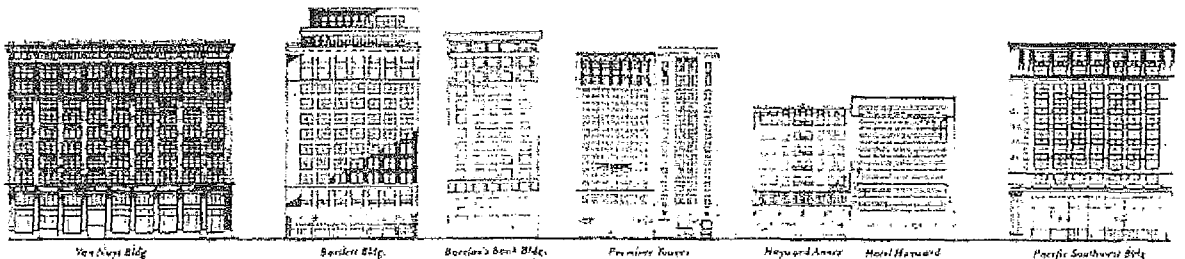 Van Nuys Bldg
Bartlett Bldg.
Barclay's Bank Bldg.
Premiere Towers
Hayward Annex
Hotel Hayward
Pacific Southwest Bldg